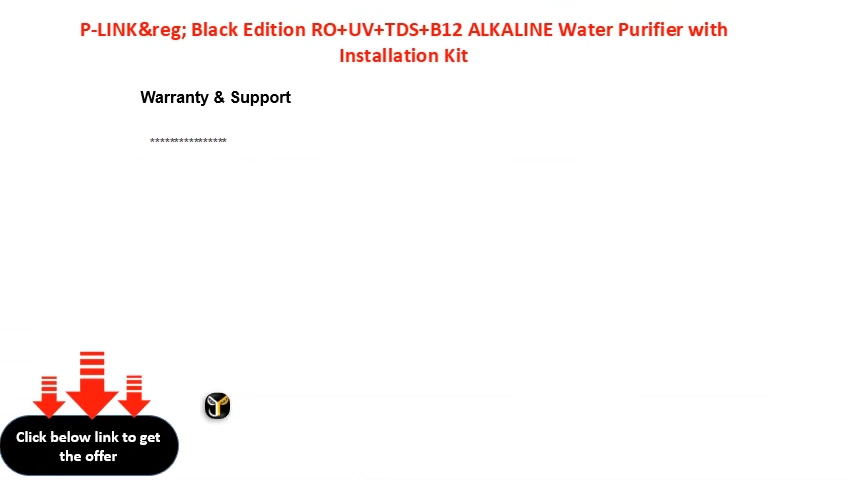 P-LINK&reg; Black Edition RO+UV+TDS+B12 ALKALINE Water Purifier with
Installation Kit
Warranty & Support
****************
Click below link to get
the offer